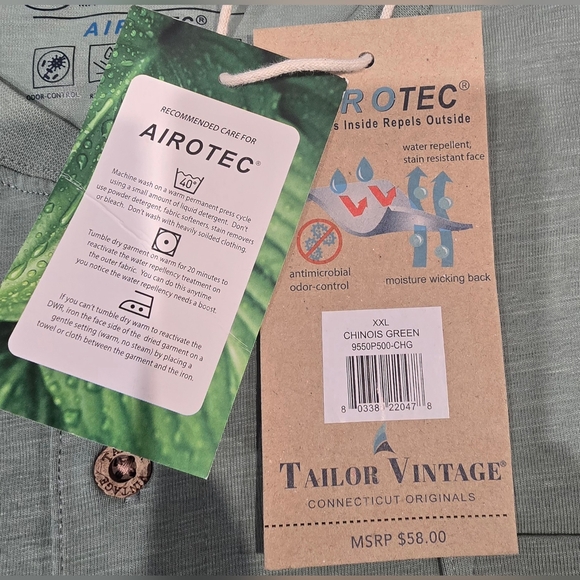 AIR TEC®
ODOR-CONTROL
RECOMMENDED CARE FOR
AIROTEC®
40°
Machine wash on a warm permanent press cycle
using a small amount of liquid detergent. Don't
use powder detergent, fabric softeners, stain removers
or bleach. Don't wash with heavily soiled clothing.
Tumble dry garment on warm for 20 minutes to
reactivate the water repellency treatment on
the outer fabric. You can do this anytime
you notice the water repellency needs a boost.
If you can't tumble dry warm to reactivate the
DWR, iron the face side of the dried garment on a
gentle setting (warm, no steam) by placing a
towel or cloth between the garment and the iron.
IROTEC®
s Inside Repels Outside
water repellent,
stain resistant face
antimicrobial
odor-control
moisture wicking back
XXL
CHINOIS GREEN
9550P500-CHG
8 80338 22047 8
TAILOR VINTAGE®
CONNECTICUT ORIGINALS
MSRP $58.00
VINTAGE